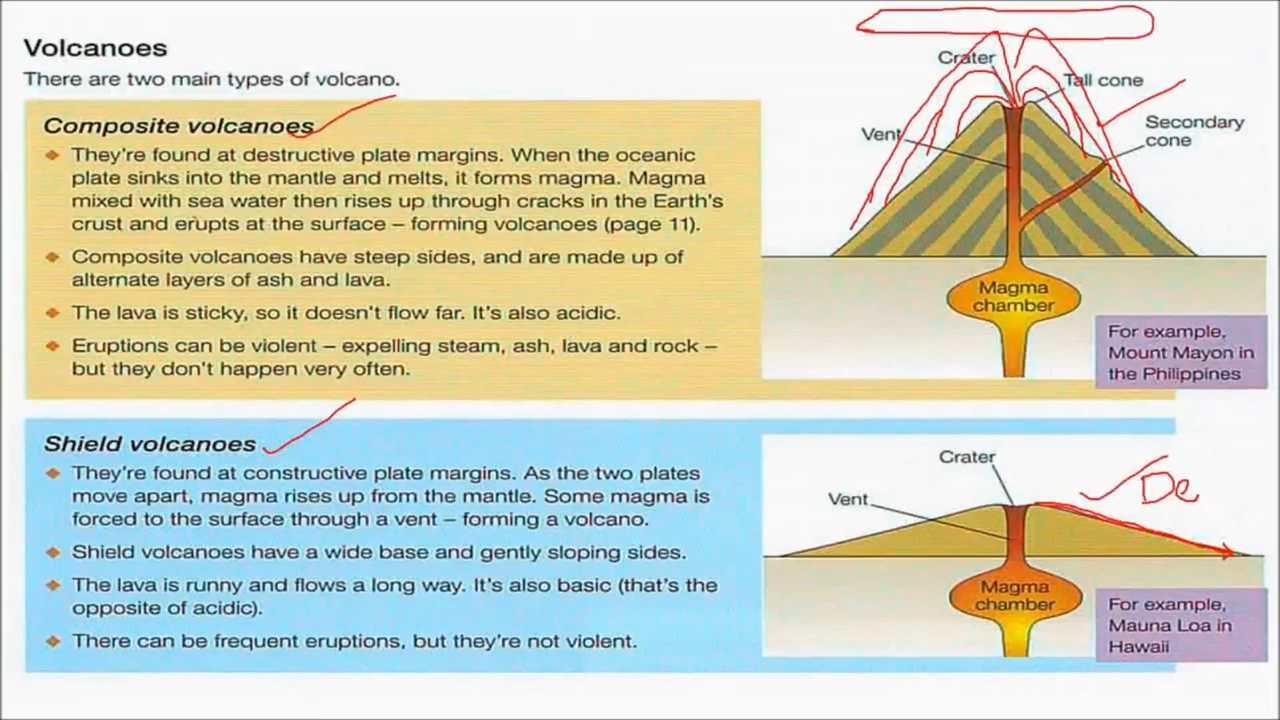 Volcanoes
There are two main types of volcano.
Composite volcanoes
They're found at destructive plate margins. When the oceanic
plate sinks into the mantle and melts, it forms magma. Magma
mixed with sea water then rises up through cracks in the Earth's
crust and erupts at the surface – forming volcanoes (page 11).
Composite volcanoes have steep sides, and are made up of
alternate layers of ash and lava.
The lava is sticky, so it doesn't flow far. It's also acidic.
Eruptions can be violent – expelling steam, ash, lava and rock –
but they don't happen very often.
Crater
Tall cone
Vent
Secondary
cone
Magma
chamber
For example,
Mount Mayon in
the Philippines
Shield volcanoes
They're found at constructive plate margins. As the two plates
move apart, magma rises up from the mantle. Some magma is
forced to the surface through a vent – forming a volcano.
Shield volcanoes have a wide base and gently sloping sides.
The lava is runny and flows a long way. It's also basic (that's the
opposite of acidic).
There can be frequent eruptions, but they're not violent.
Crater
Vent
De
Magma
chamber
For example,
Mauna Loa in
Hawaii